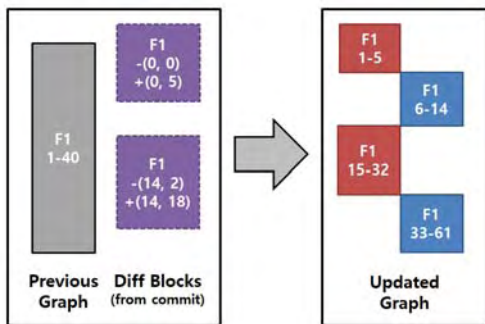 F1
1-40
F1
-(0, 0)
+(0, 5)
F1
-(14, 2)
+(14, 18)
Previous
Graph
Diff Blocks
(from commit)
F1
1-5
F1
6-14
F1
15-32
F1
33-61
Updated
Graph